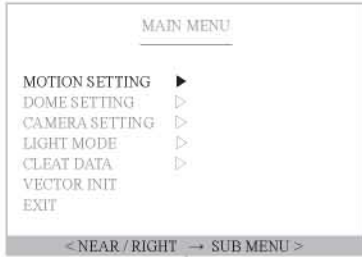 MAIN MENU
MOTION SETTING ▶
DOME SETTING ▷
CAMERA SETTING ▷
LIGHT MODE ▷
CLEAT DATA ▷
VECTOR INIT
EXIT
< NEAR / RIGHT → SUB MENU >